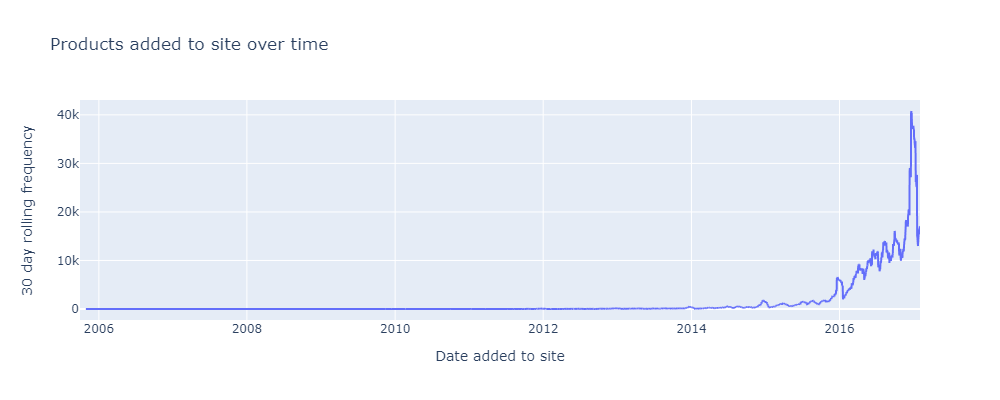 Products added to site over time
30 day rolling frequency
40k
30k
20k
10k
0
2006
2008
2010
2012
2014
2016
Date added to site